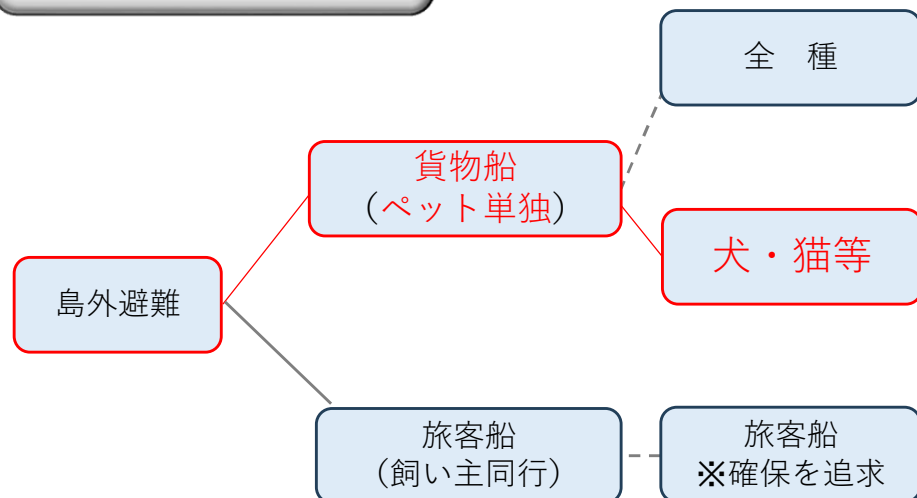 全　種
貨物船
（ペット単独）
犬・猫等
島外避難
旅客船
（飼い主同行）
旅客船
※確保を追求